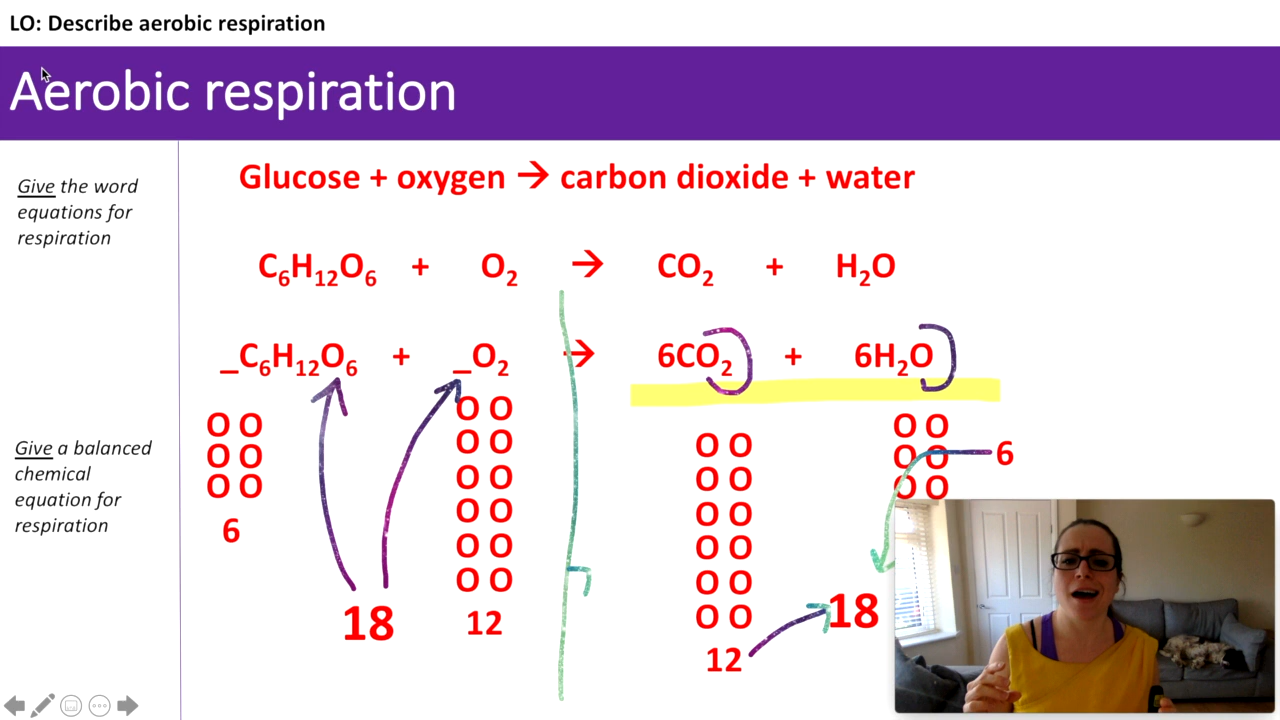 LO: Describe aerobic respiration
Aerobic respiration
Give the word
equations for
respiration
Glucose + oxygen → carbon dioxide + water
C₆H₁₂O₆ + O₂ → CO₂ + H₂O
_C₆H₁₂O₆ + _O₂ → 6CO₂ + 6H₂O
Give a balanced
chemical
equation for
respiration
O O
O O
O O
6
O O
O O
O O
O O
O O
O O
12
18
O O
O O
O O
O O
O O
O O
12
O O
O O
O O
6
18